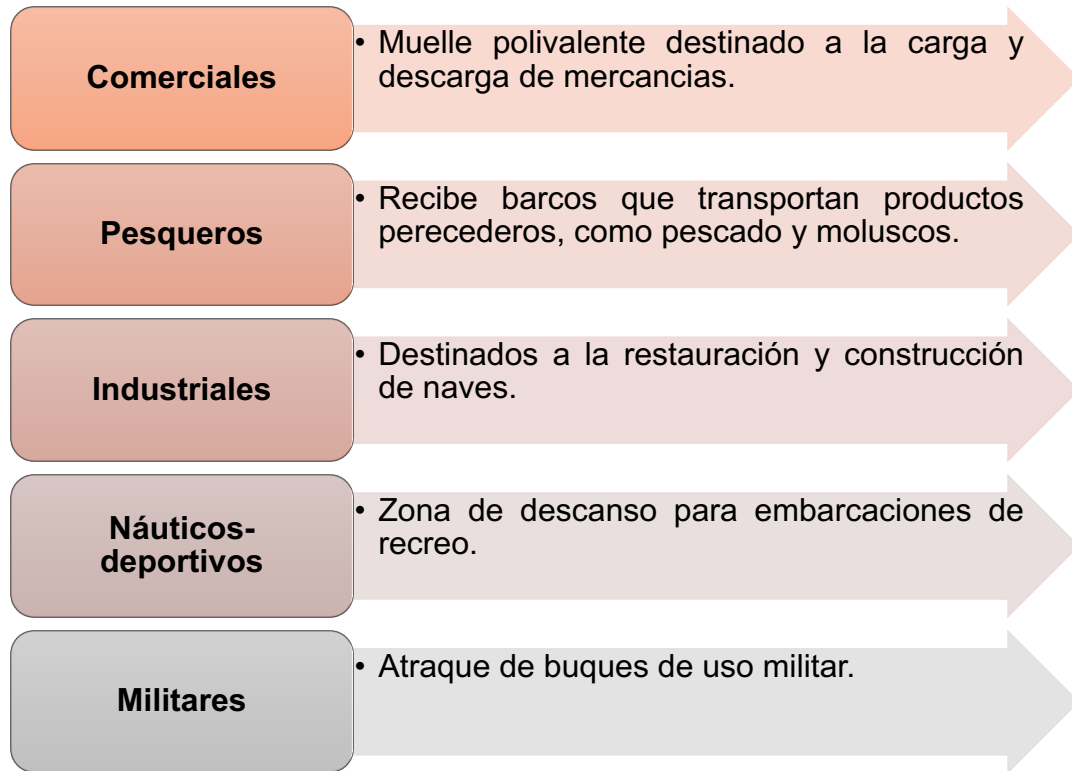 Comerciales
• Muelle polivalente destinado a la carga y
descarga de mercancias.
Pesqueros
• Recibe barcos que transportan productos
perecederos, como pescado y moluscos.
Industriales
• Destinados a la restauración y construcción
de naves.
Náuticos-
deportivos
• Zona de descanso para embarcaciones de
recreo.
Militares
• Atraque de buques de uso militar.